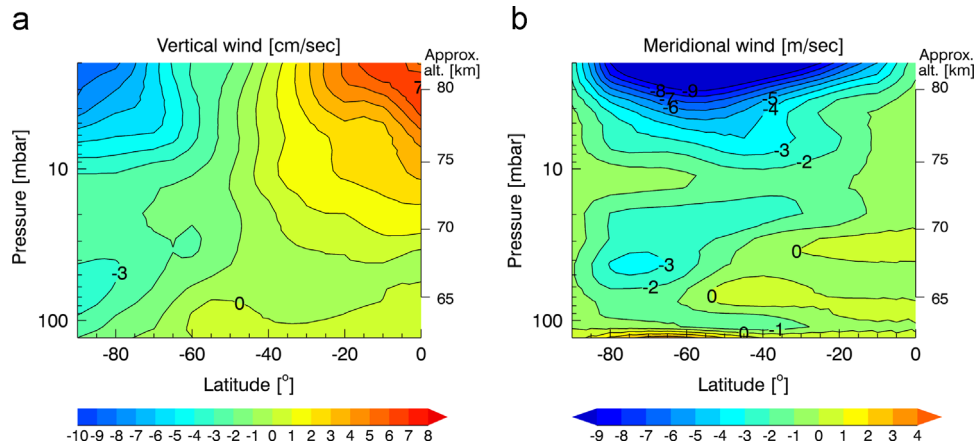 a
Vertical wind [cm/sec]
Approx.
alt. [km]
7
80
75
70
65
10
100
Pressure [mbar]
-3
0
-80 -60 -40 -20 0
Latitude [o]
-10 -9 -8 -7 -6 -5 -4 -3 -2 -1 0 1 2 3 4 5 6 7 8
b
Meridional wind [m/sec]
Approx.
alt. [km]
-8 -9
-7
-6
-5
-4
-3
-2
80
75
70
65
10
100
Pressure [mbar]
0
-3
-2
0
-1
0
-80 -60 -40 -20 0
Latitude [o]
-9 -8 -7 -6 -5 -4 -3 -2 -1 0 1 2 3 4